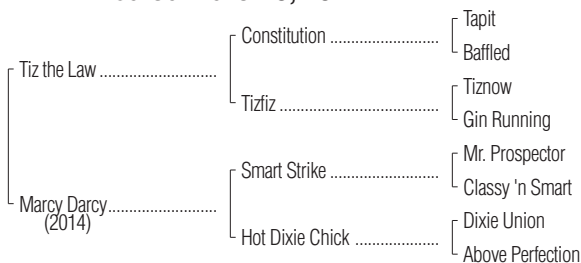 Tapit
Constitution
Baffled
Tiz the Law
Tiznow
Tizfiz
Gin Running
Mr. Prospector
Smart Strike
Classy 'n Smart
Marcy Darcy
(2014)
Dixie Union
Hot Dixie Chick
Above Perfection